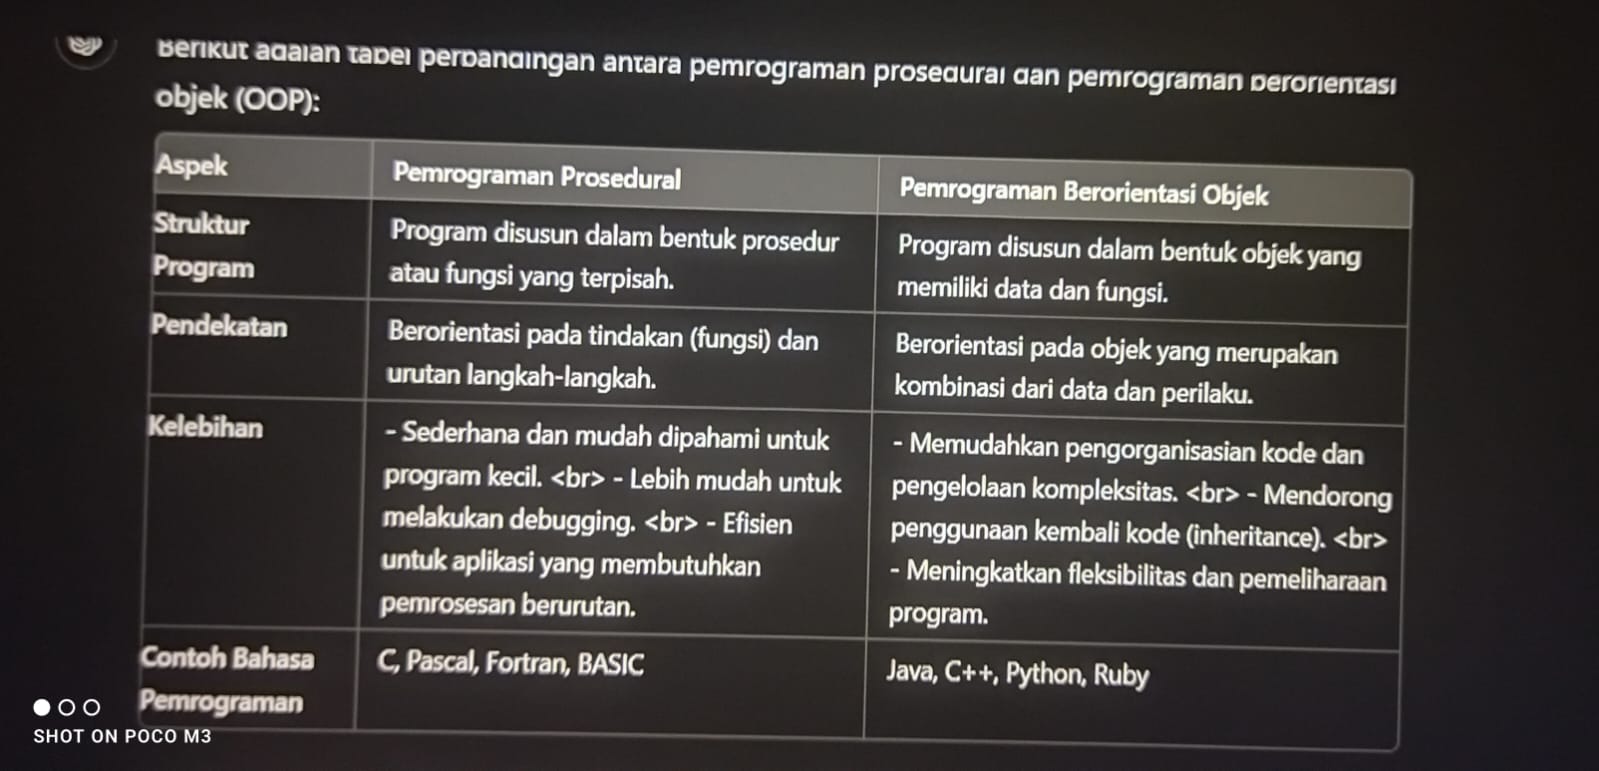 Berikut adalah tabel perbandingan antara pemrograman prosedural dan pemrograman berorientasi
objek (OOP):
Aspek
Pemrograman Prosedural
Pemrograman Berorientasi Objek
Struktur
Program
Program disusun dalam bentuk prosedur
atau fungsi yang terpisah.
Program disusun dalam bentuk objek yang
memiliki data dan fungsi.
Pendekatan
Berorientasi pada tindakan (fungsi) dan
urutan langkah-langkah.
Berorientasi pada objek yang merupakan
kombinasi dari data dan perilaku.
Kelebihan
- Sederhana dan mudah dipahami untuk
program kecil. <br> - Lebih mudah untuk
melakukan debugging. <br> - Efisien
untuk aplikasi yang membutuhkan
pemrosesan berurutan.
- Memudahkan pengorganisasian kode dan
pengelolaan kompleksitas. <br> - Mendorong
penggunaan kembali kode (inheritance). <br>
- Meningkatkan fleksibilitas dan pemeliharaan
program.
Contoh Bahasa
Pemrograman
C, Pascal, Fortran, BASIC
Java, C++, Python, Ruby
SHOT ON POCO M3